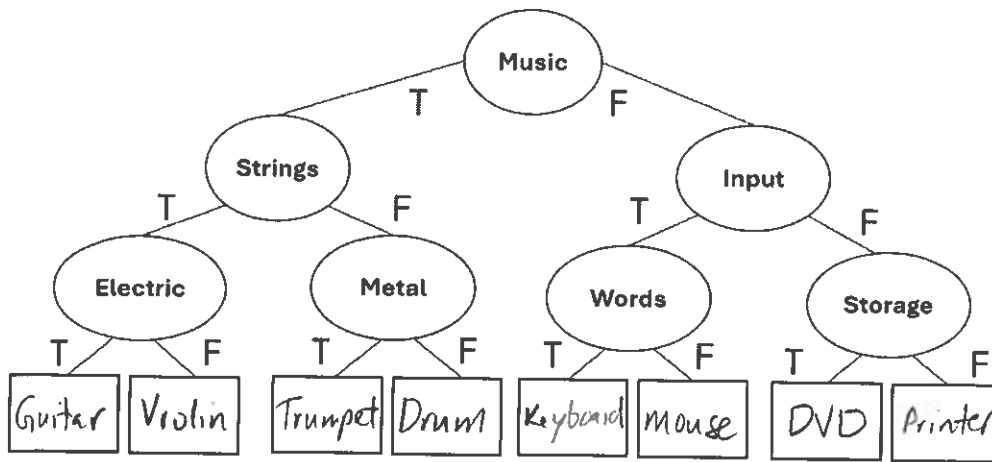 Music
T F
Strings Input
T F T F
Electric Metal Words Storage
T F T F T F T F
Guitar Violin Trumpet Drum Keyboard Mouse DVD Printer